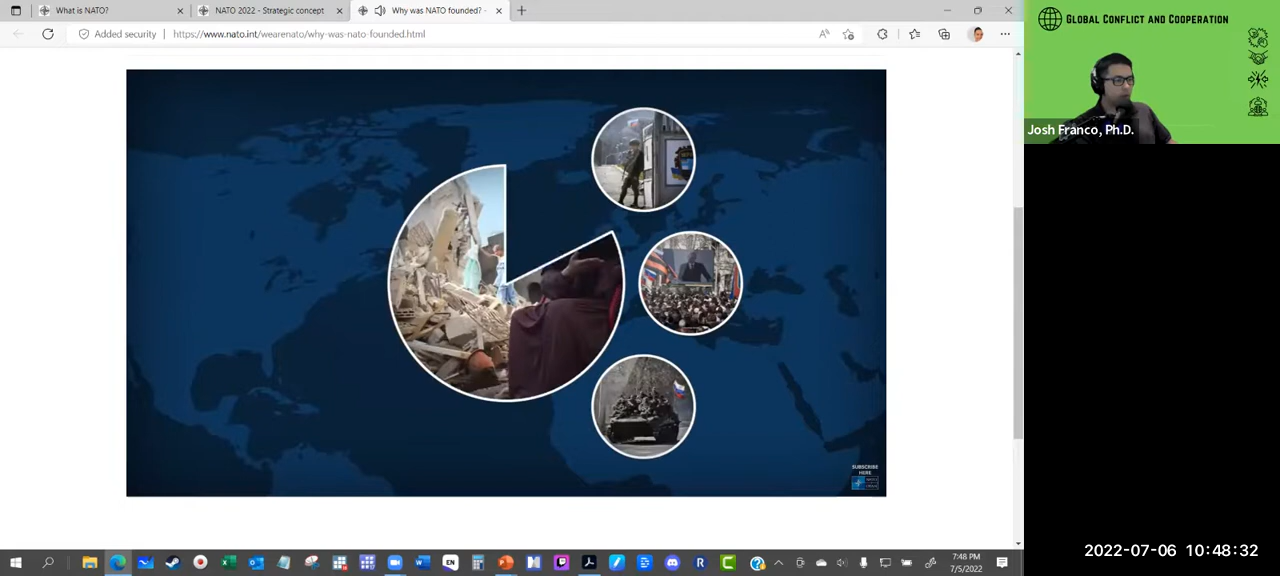 What is NATO?
NATO 2022 - Strategic concept
Why was NATO founded? -
Added security
https://www.nato.int/wearenato/why-was-nato-founded.html
GLOBAL CONFLICT AND COOPERATION
Josh Franco, Ph.D.
SUBSCRIBE
HERE
EN
7:48 PM
7/5/2022
2022-07-06 10:48:32